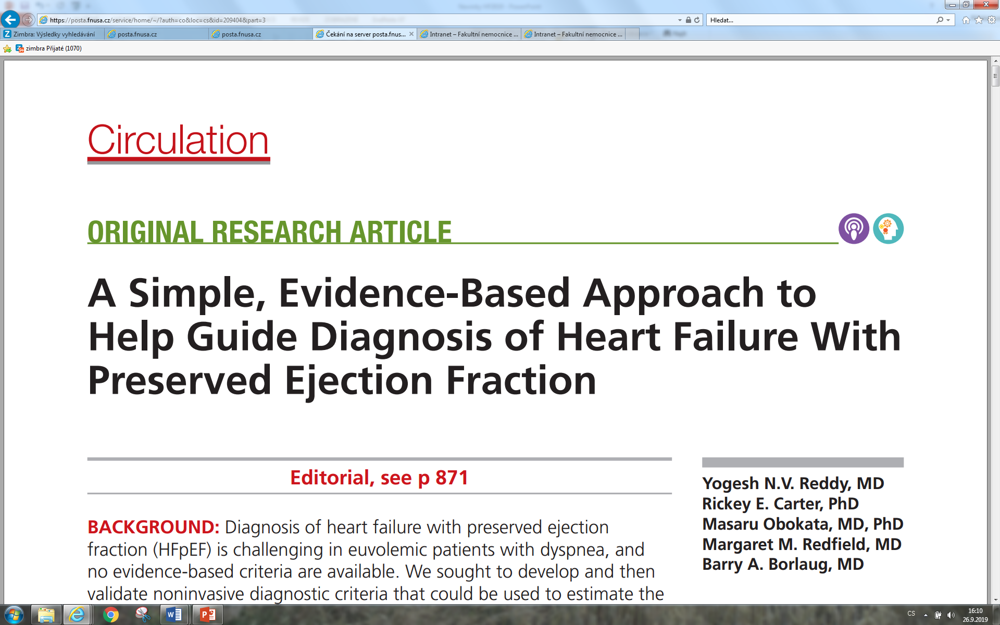 https://posta.fnusa.cz/service/home/~/?auth=co&loc=cs&id=209404&part=3
Hledat...
Zimbra: Výsledky vyhledávání
posta.fnusa.cz
posta.fnusa.cz
Čekání na server posta.fnus...
Intranet – Fakultní nemocnice ...
Intranet – Fakultní nemocnice ...
zimbra Přijaté (1070)
Circulation
ORIGINAL RESEARCH ARTICLE
A Simple, Evidence-Based Approach to
Help Guide Diagnosis of Heart Failure With
Preserved Ejection Fraction
Editorial, see p 871
BACKGROUND: Diagnosis of heart failure with preserved ejection
fraction (HFpEF) is challenging in euvolemic patients with dyspnea, and
no evidence-based criteria are available. We sought to develop and then
validate noninvasive diagnostic criteria that could be used to estimate the
Yogesh N.V. Reddy, MD
Rickey E. Carter, PhD
Masaru Obokata, MD, PhD
Margaret M. Redfield, MD
Barry A. Borlaug, MD
CS
16:10
26.9.2019